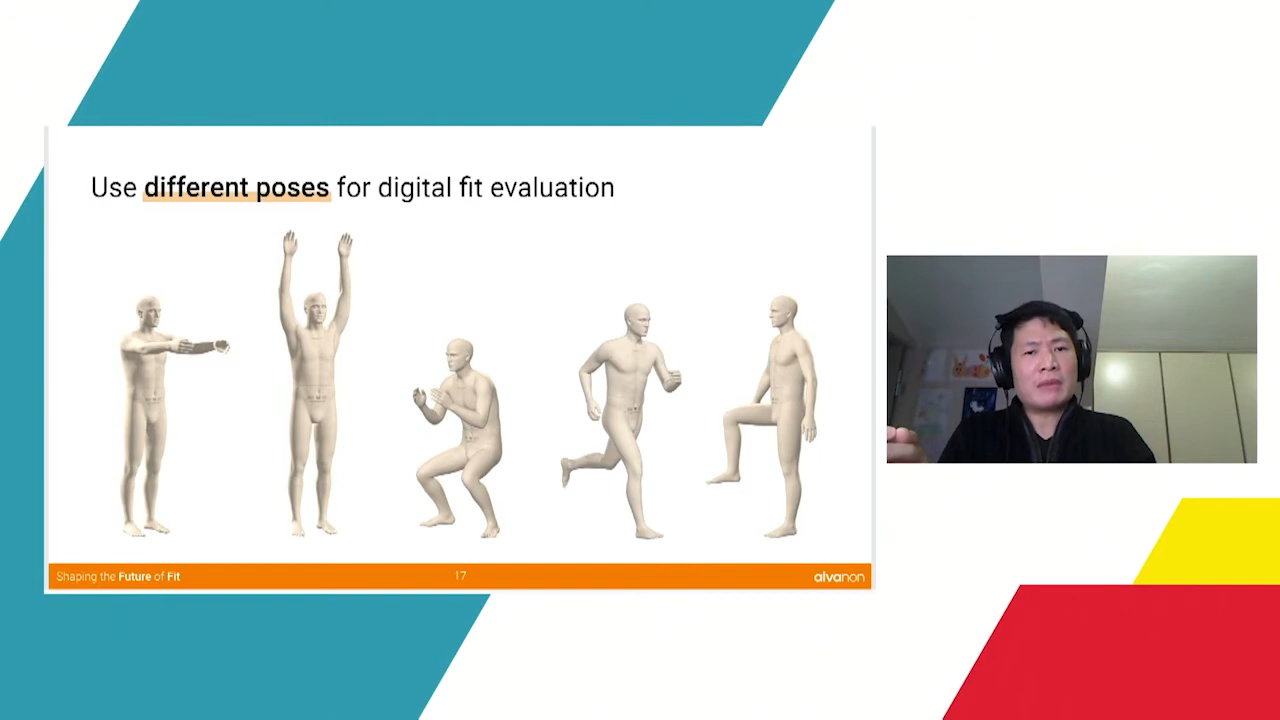 Use different poses for digital fit evaluation
Shaping the Future of Fit
17
alvanon